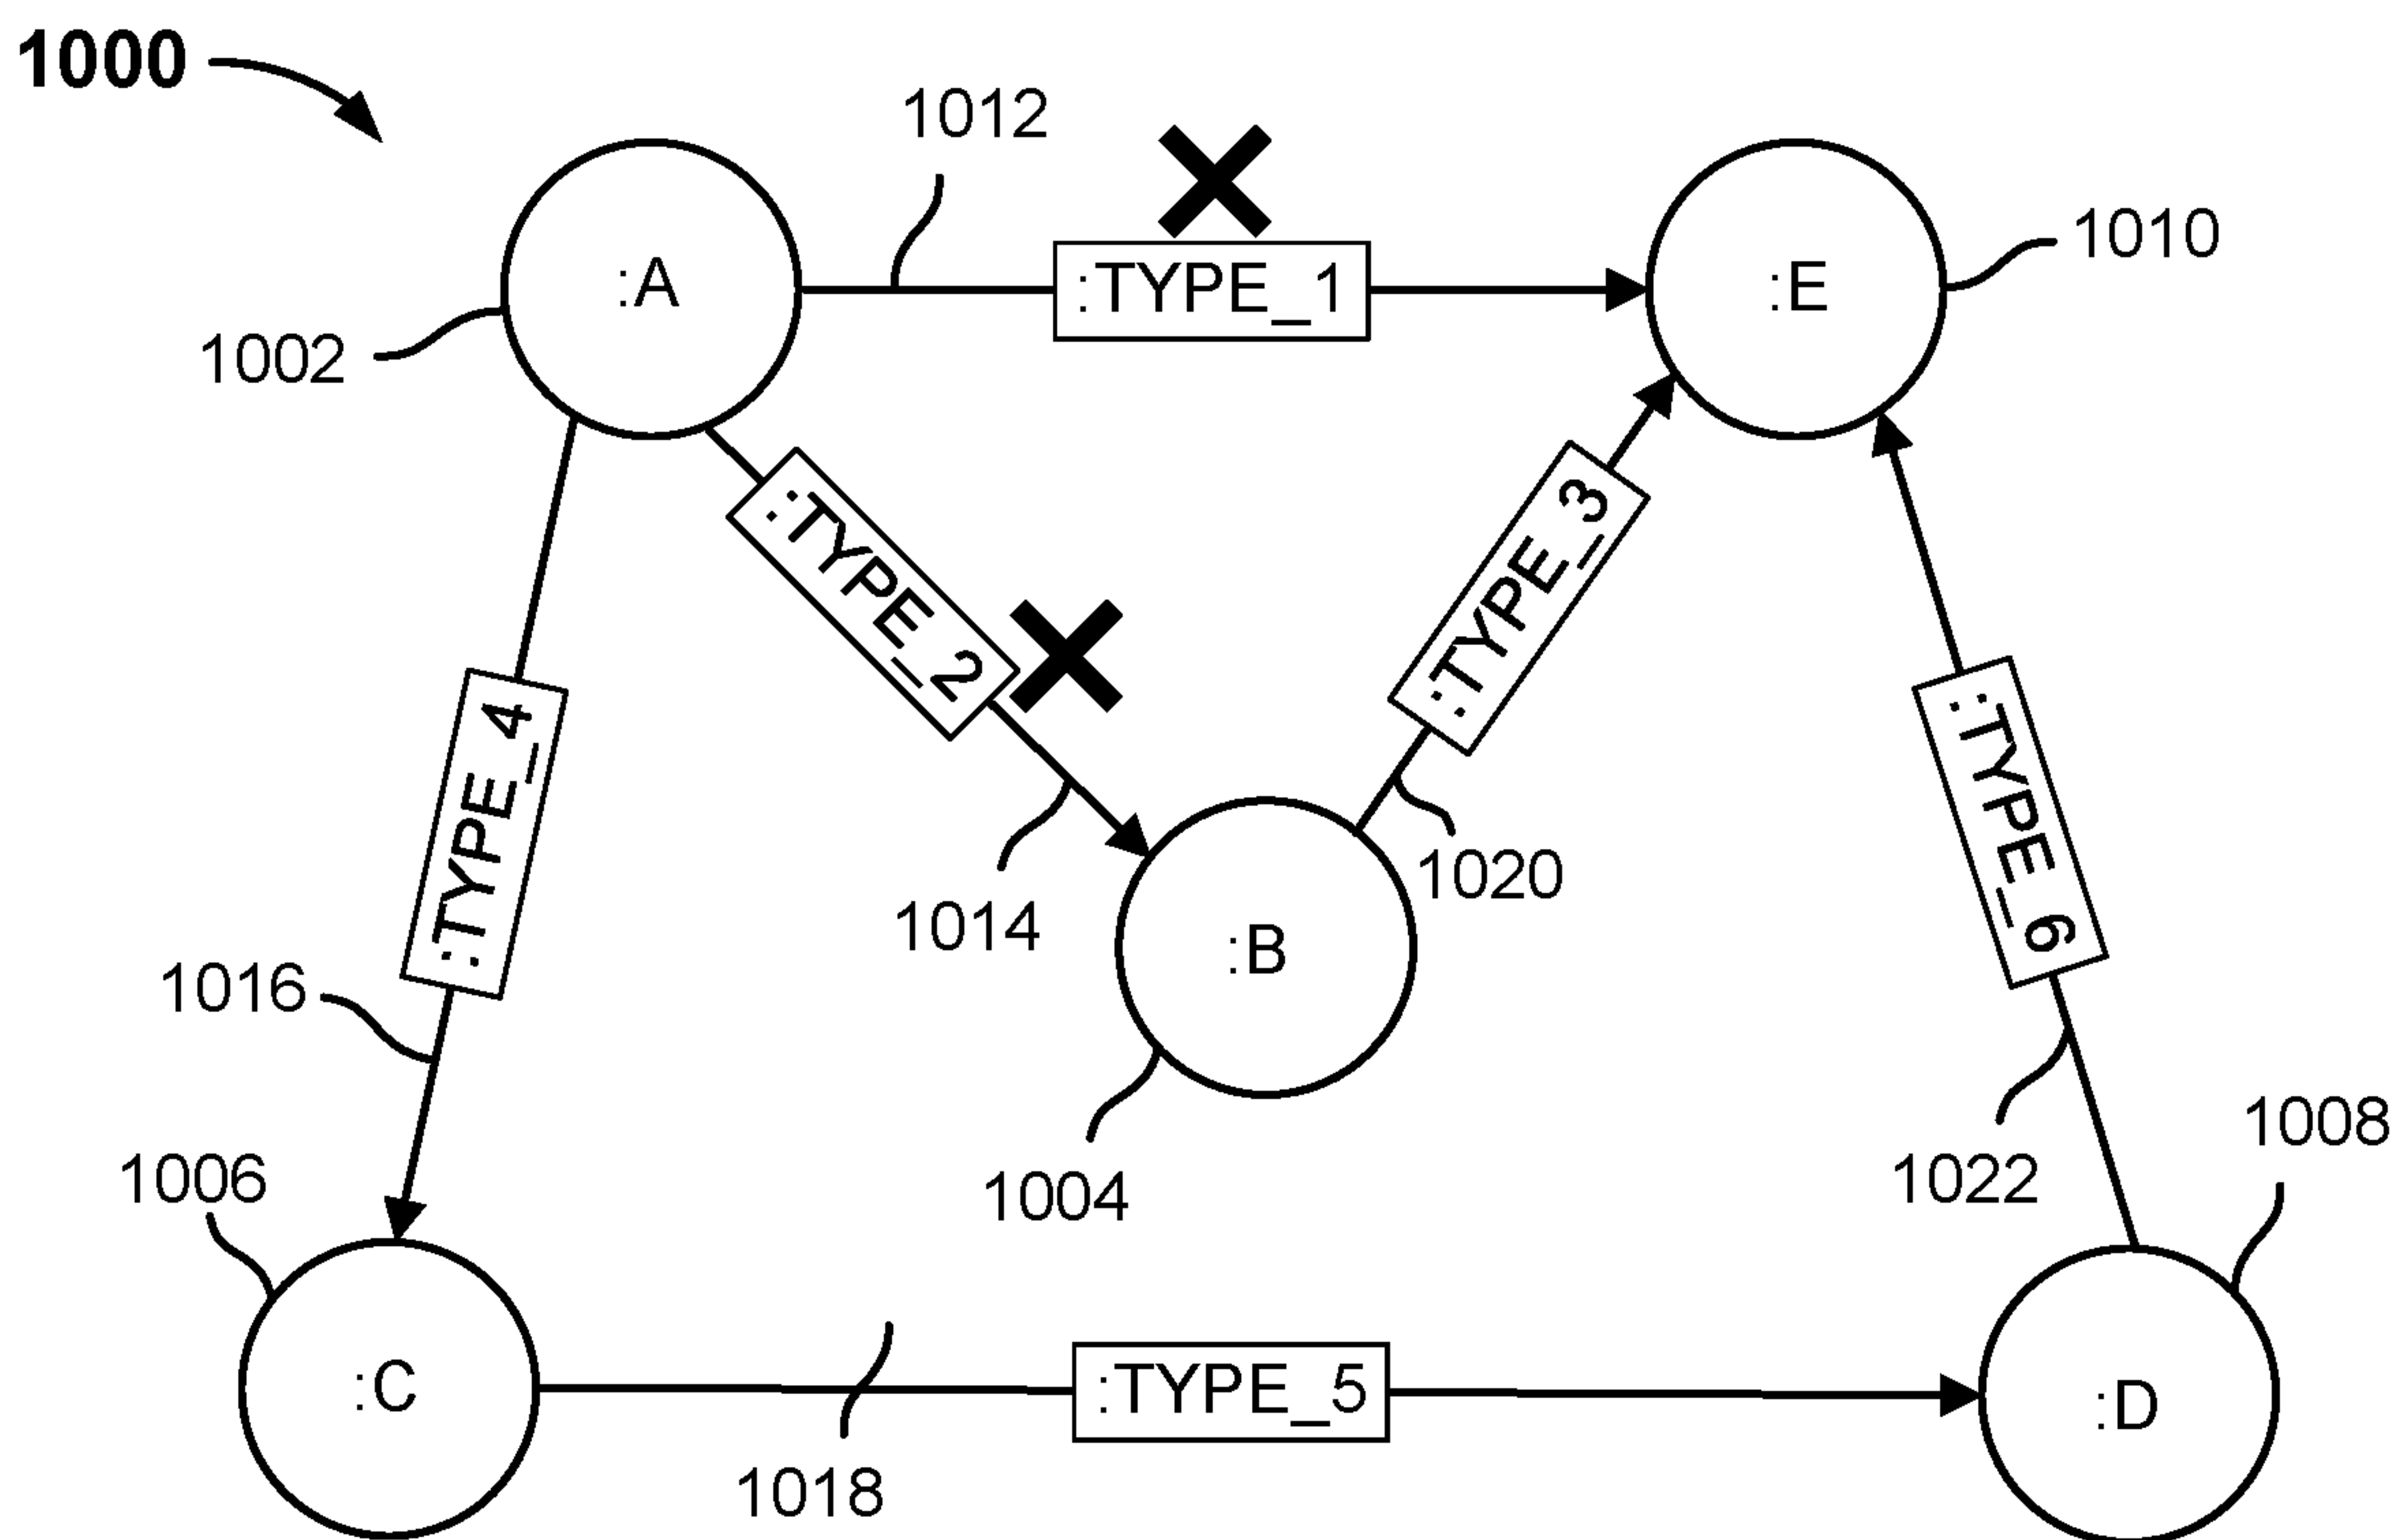 1000
1012
:A
:TYPE_1
:E
1010
1002
:TYPE_2
:TYPE_3
:TYPE_4
:TYPE_6
1020
1014
:B
1016
1008
1006
1004
1022
:C
:TYPE_5
:D
1018